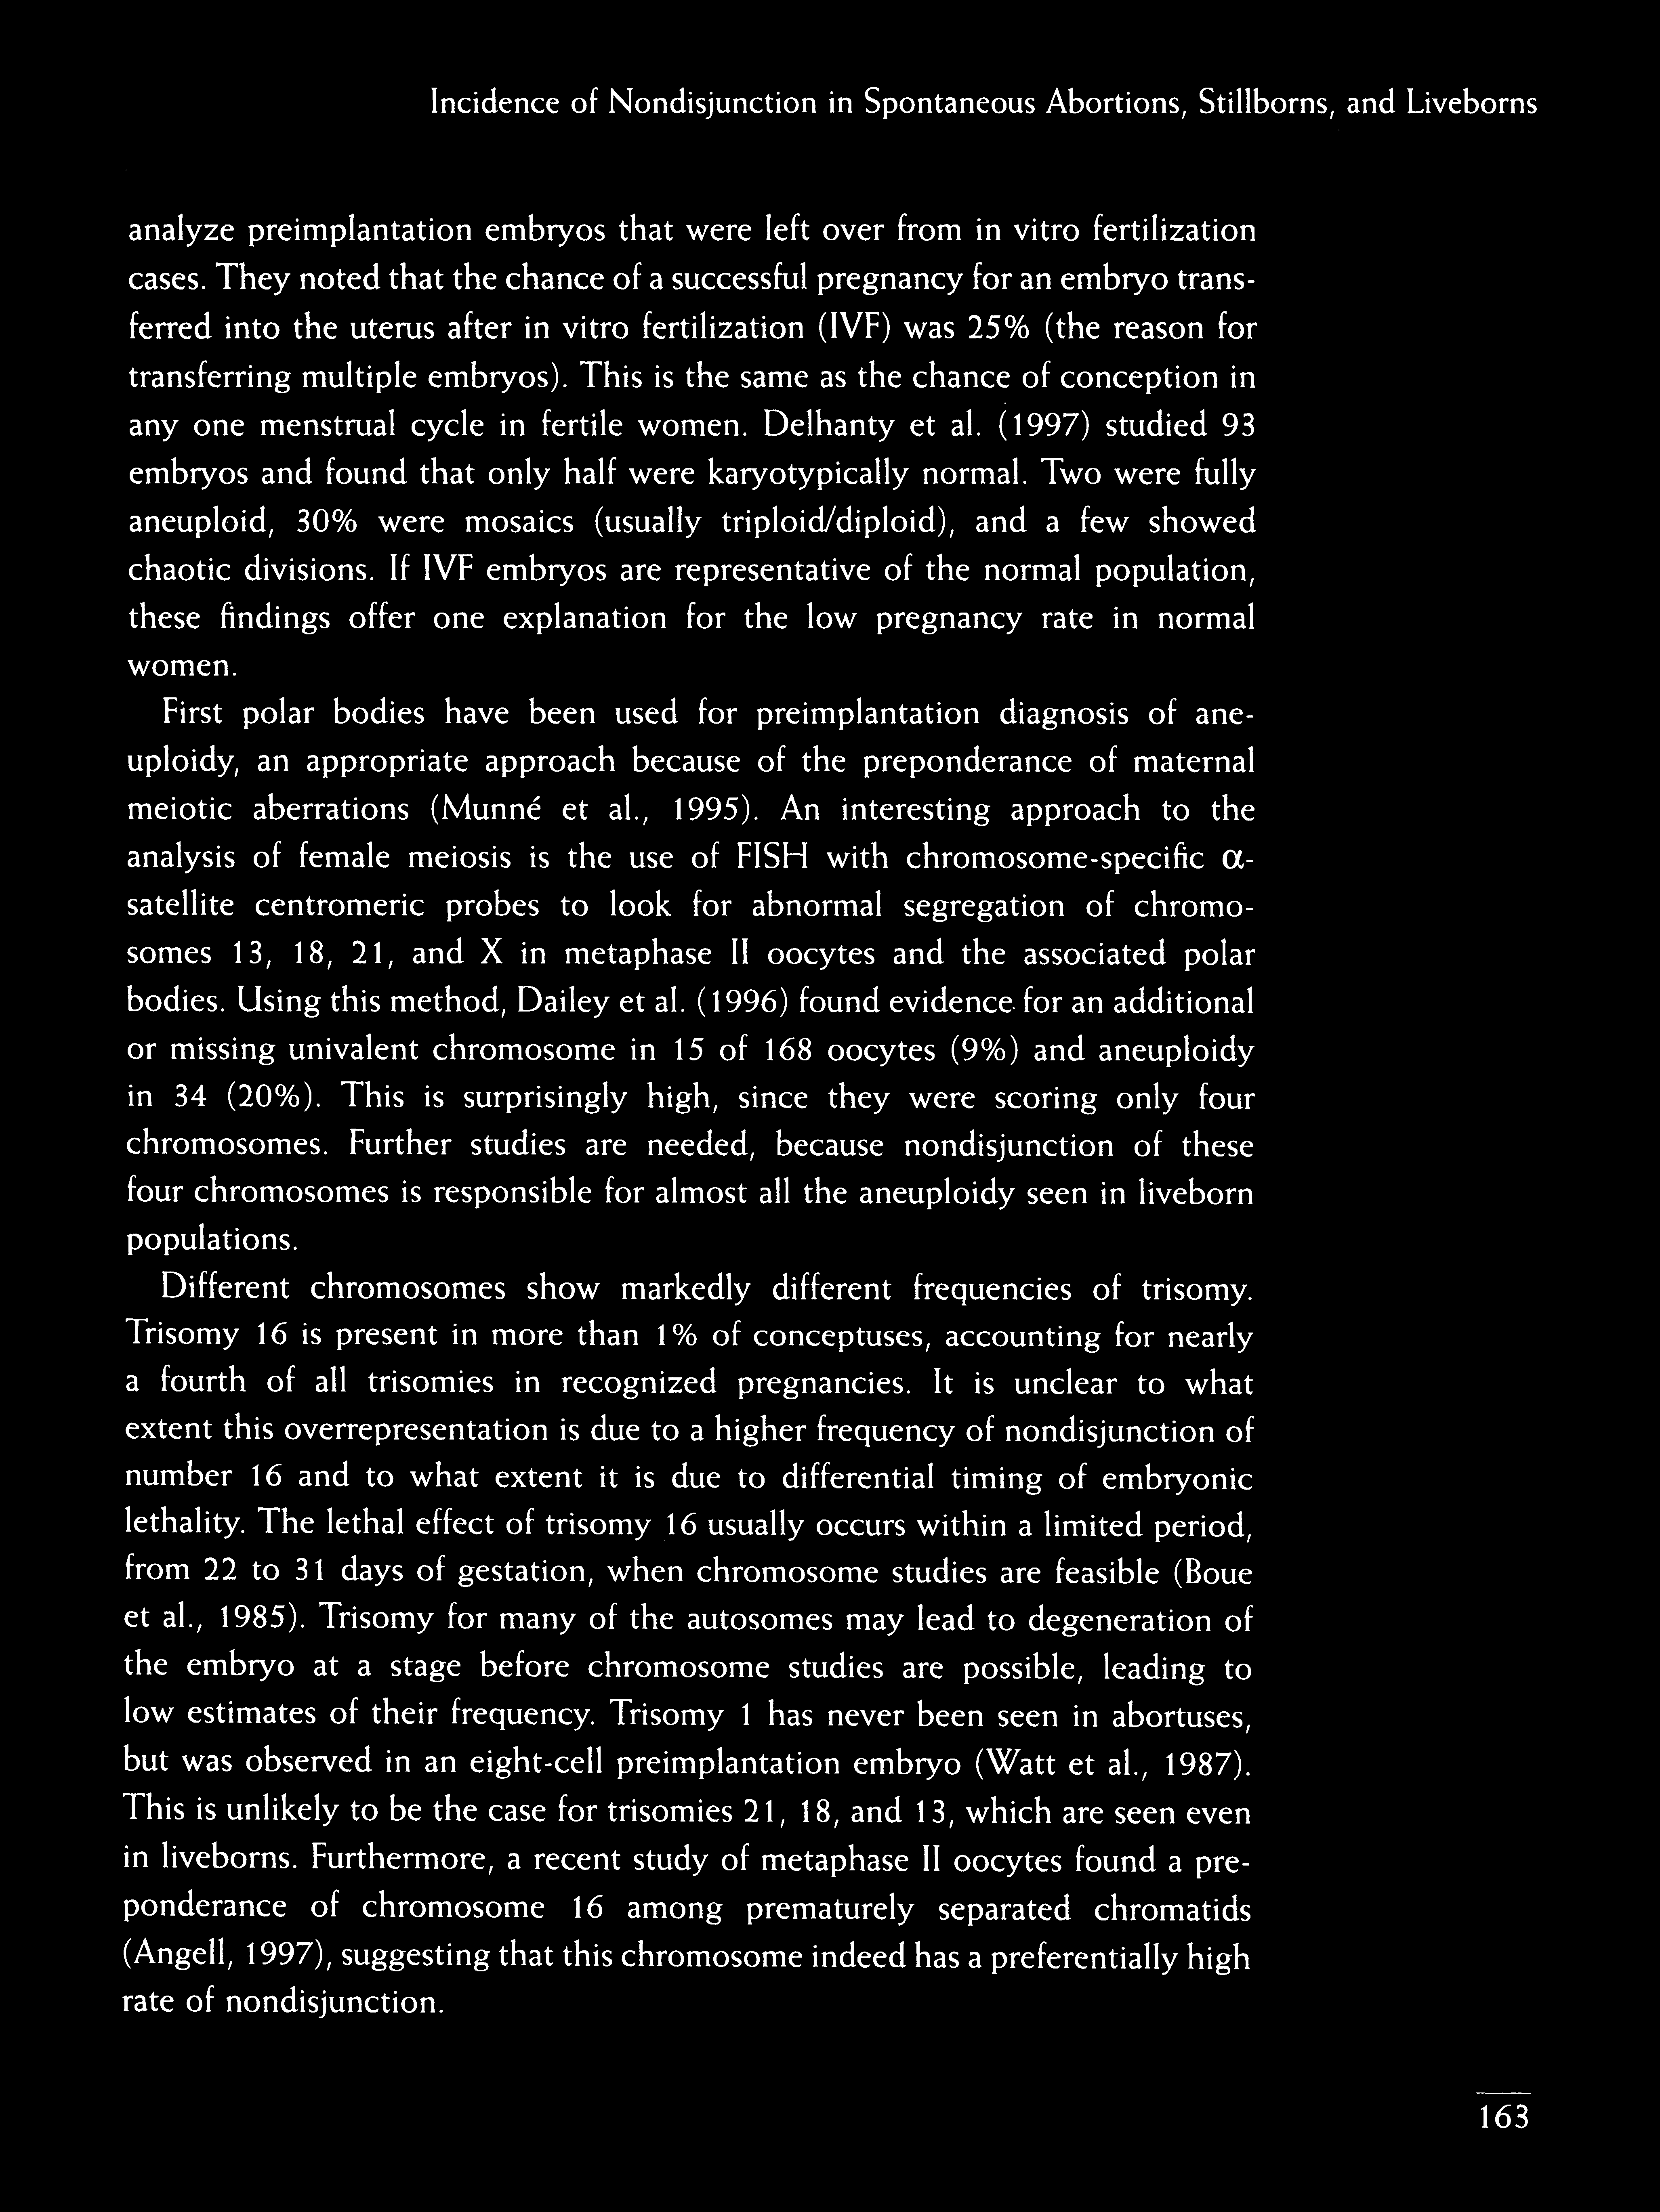 Incidence of Nondisjunction in Spontaneous Abortions, Stillborns, and Liveborns
analyze preimplantation embryos that were left over from in vitro fertilization
cases. They noted that the chance of a successful pregnancy for an embryo trans-
ferred into the uterus after in vitro fertilization (IVF) was 25% (the reason for
transferring multiple embryos). This is the same as the chance of conception in
any one menstrual cycle in fertile women. Delhanty et al. (1997) studied 93
embryos and found that only half were karyotypically normal. Two were fully
aneuploid, 30% were mosaics (usually triploid/diploid), and a few showed
chaotic divisions. If IVF embryos are representative of the normal population,
these findings offer one explanation for the low pregnancy rate in normal
women.
First polar bodies have been used for preimplantation diagnosis of ane-
uploidy, an appropriate approach because of the preponderance of maternal
meiotic aberrations (Munné et al., 1995). An interesting approach to the
analysis of female meiosis is the use of FISH with chromosome-specific α-
satellite centromeric probes to look for abnormal segregation of chromo-
somes 13, 18, 21, and X in metaphase II oocytes and the associated polar
bodies. Using this method, Dailey et al. (1996) found evidence for an additional
or missing univalent chromosome in 15 of 168 oocytes (9%) and aneuploidy
in 34 (20%). This is surprisingly high, since they were scoring only four
chromosomes. Further studies are needed, because nondisjunction of these
four chromosomes is responsible for almost all the aneuploidy seen in liveborn
populations.
Different chromosomes show markedly different frequencies of trisomy.
Trisomy 16 is present in more than 1% of conceptuses, accounting for nearly
a fourth of all trisomies in recognized pregnancies. It is unclear to what
extent this overrepresentation is due to a higher frequency of nondisjunction of
number 16 and to what extent it is due to differential timing of embryonic
lethality. The lethal effect of trisomy 16 usually occurs within a limited period,
from 22 to 31 days of gestation, when chromosome studies are feasible (Boue
et al., 1985). Trisomy for many of the autosomes may lead to degeneration of
the embryo at a stage before chromosome studies are possible, leading to
low estimates of their frequency. Trisomy 1 has never been seen in abortuses,
but was observed in an eight-cell preimplantation embryo (Watt et al., 1987).
This is unlikely to be the case for trisomies 21, 18, and 13, which are seen even
in liveborns. Furthermore, a recent study of metaphase II oocytes found a pre-
ponderance of chromosome 16 among prematurely separated chromatids
(Angell, 1997), suggesting that this chromosome indeed has a preferentially high
rate of nondisjunction.
163